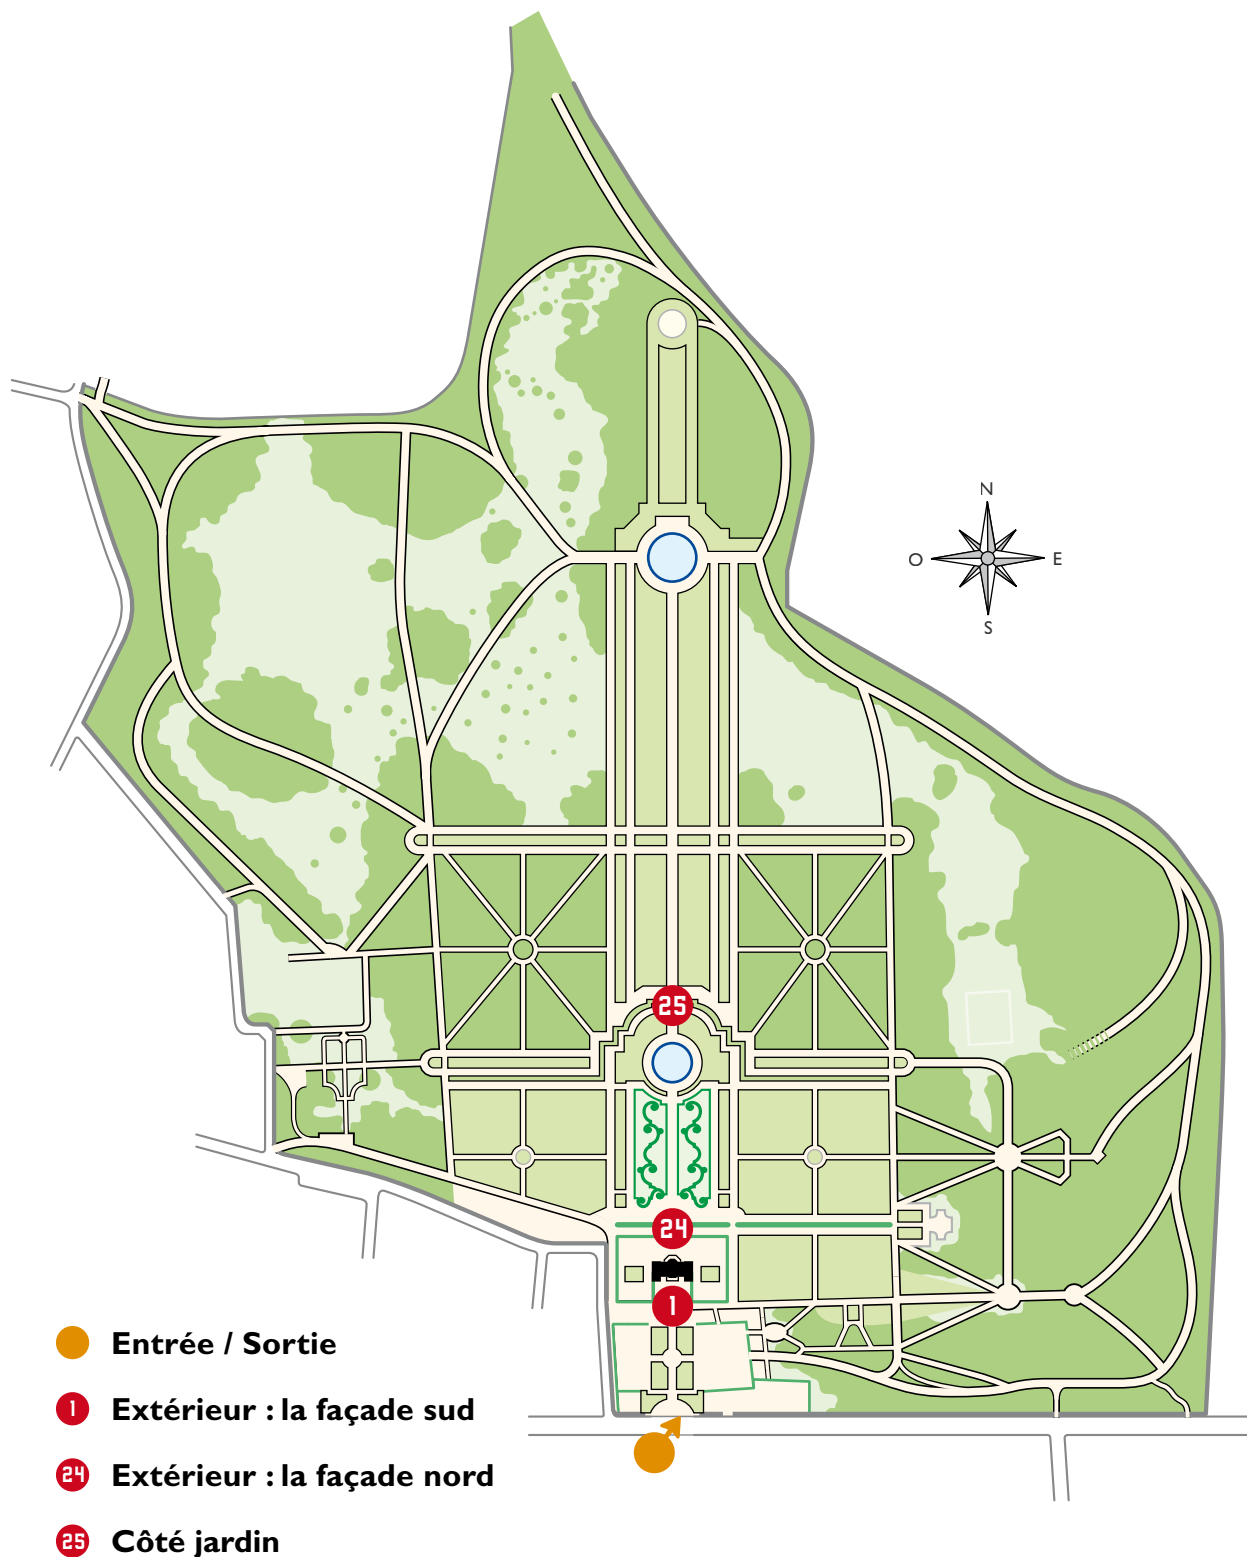 N
O
E
S
25
24
1
Entrée / Sortie
1 Extérieur : la façade sud
24 Extérieur : la façade nord
25 Côté jardin